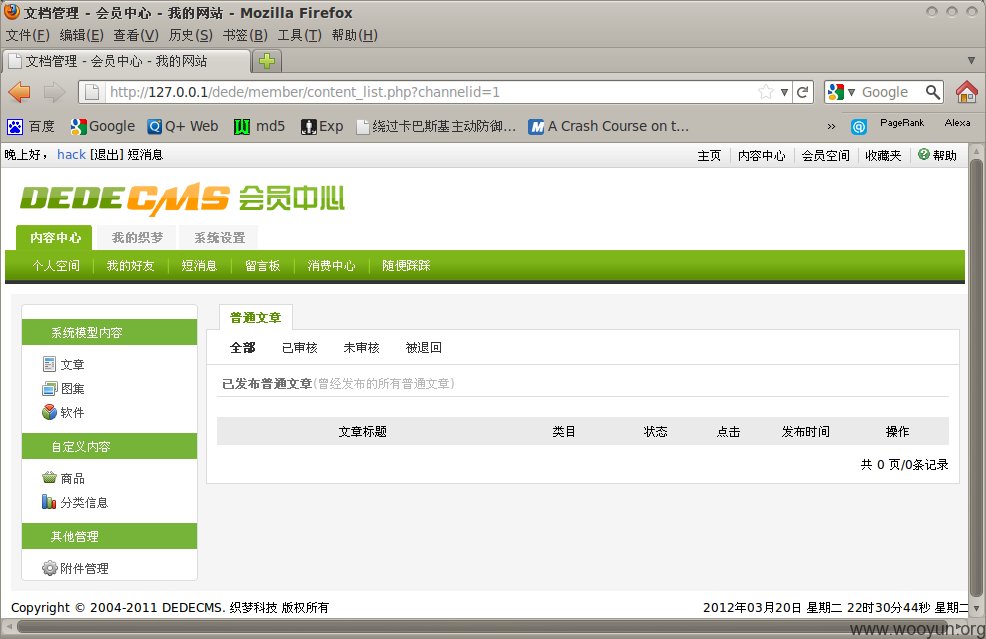 文档管理 - 会员中心 - 我的网站 - Mozilla Firefox
文件(F) 编辑(E) 查看(V) 历史(S) 书签(B) 工具(T) 帮助(H)
文档管理 - 会员中心 - 我的网站
http://127.0.0.1/dede/member/content_list.php?channelid=1 Google
百度 Google Q+ Web md5 Exp 绕过卡巴斯基主动防御... A Crash Course on t... » PageRank Alexa
晚上好， hack [退出] 短消息 主页 内容中心 会员空间 收藏夹 帮助
DEDECMS 会员中心
内容中心 我的织梦 系统设置
个人空间 我的好友 短消息 留言板 消费中心 随便踩踩
系统模型内容
文章
图集
软件
自定义内容
商品
分类信息
其他管理
附件管理
普通文章
全部 已审核 未审核 被退回
已发布普通文章(曾经发布的所有普通文章)
文章标题 类目 状态 点击 发布时间 操作
共 0 页/0条记录
Copyright © 2004-2011 DEDECMS. 织梦科技 版权所有 2012年03月20日 星期二 22时30分44秒 星期二
www.wooyun.org